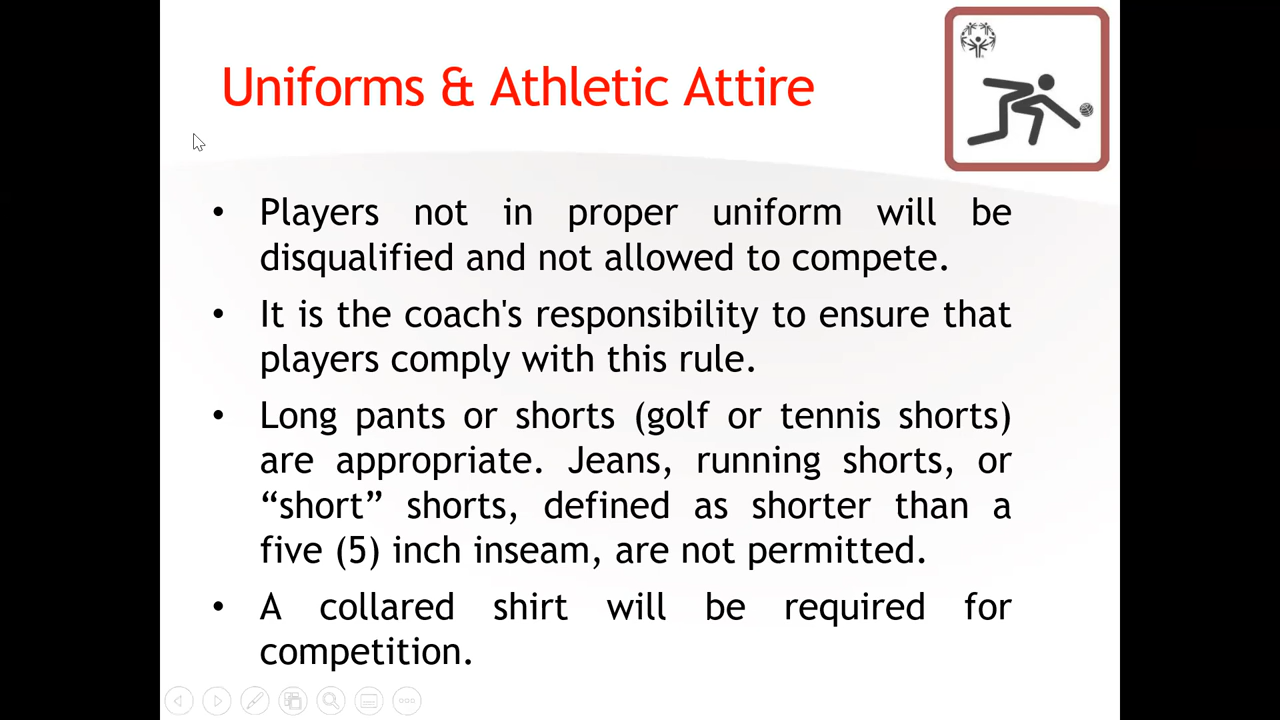 Uniforms & Athletic Attire
• Players not in proper uniform will be
disqualified and not allowed to compete.
• It is the coach's responsibility to ensure that
players comply with this rule.
• Long pants or shorts (golf or tennis shorts)
are appropriate. Jeans, running shorts, or
“short” shorts, defined as shorter than a
five (5) inch inseam, are not permitted.
• A collared shirt will be required for
competition.